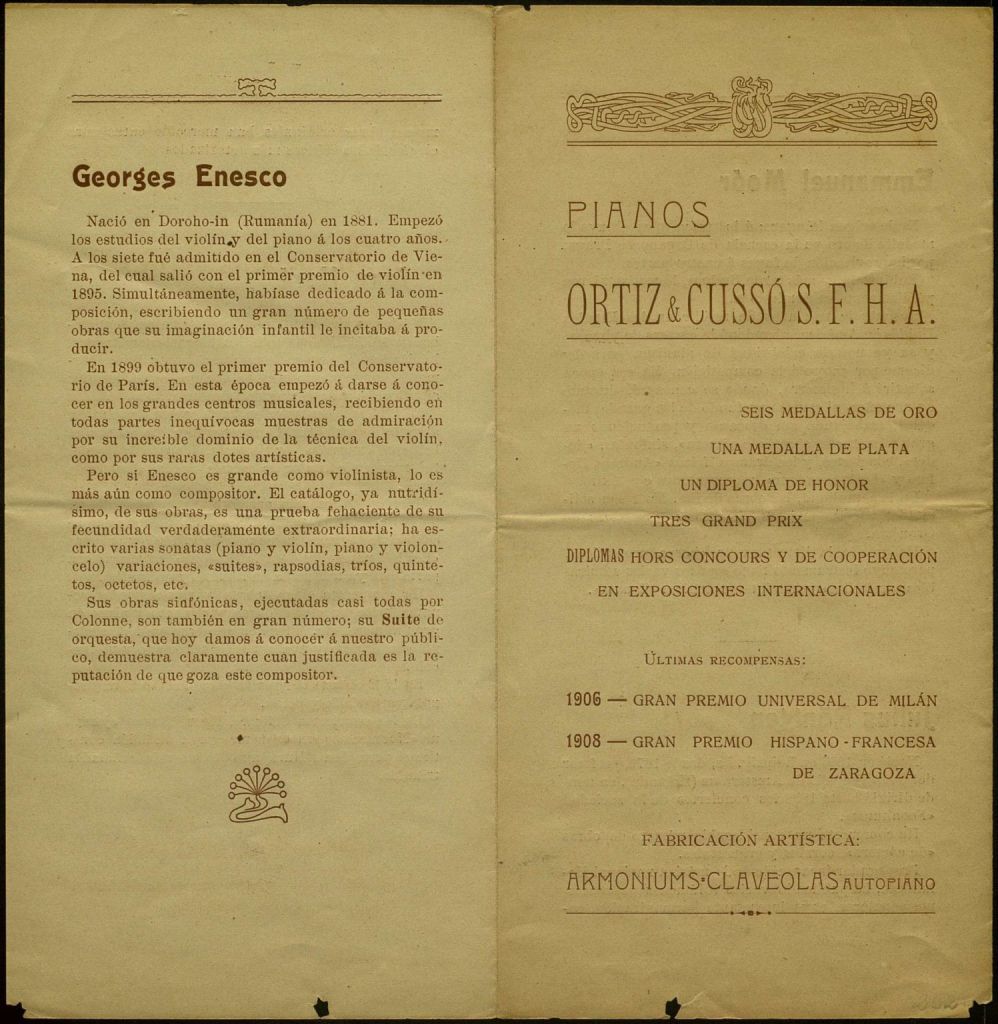 Georges Enesco
Nació en Doroho-in (Rumanía) en 1881. Empezó
los estudios del violín y del piano á los cuatro años.
A los siete fué admitido en el Conservatorio de Vie-
na, del cual salió con el primer premio de violín en
1895. Simultáneamente, habíase dedicado á la com-
posición, escribiendo un gran número de pequeñas
obras que su imaginación infantil le incitaba á pro-
ducir.
En 1899 obtuvo el primer premio del Conservato-
rio de París. En esta época empezó á darse á cono-
cer en los grandes centros musicales, recibiendo en
todas partes inequívocas muestras de admiración
por su increíble dominio de la técnica del violín,
como por sus raras dotes artísticas.
Pero si Enesco es grande como violinista, lo es
más aún como compositor. El catálogo, ya nutridí-
simo, de sus obras, es una prueba fehaciente de su
fecundidad verdaderamente extraordinaria; ha es-
crito varias sonatas (piano y violín, piano y violon-
celo) variaciones, «suites», rapsodias, tríos, quinte-
tos, octetos, etc.
Sus obras sinfónicas, ejecutadas casi todas por
Colonne, son también en gran número; su Suite de
orquesta, que hoy damos á conocer á nuestro públi-
co, demuestra claramente cuán justificada es la re-
putación de que goza este compositor.
PIANOS
ORTIZ & CUSSÓ S. F. H. A.
SEIS MEDALLAS DE ORO
UNA MEDALLA DE PLATA
UN DIPLOMA DE HONOR
TRES GRAND PRIX
DIPLOMAS HORS CONCOURS Y DE COOPERACIÓN
EN EXPOSICIONES INTERNACIONALES
ÚLTIMAS RECOMPENSAS:
1906 — GRAN PREMIO UNIVERSAL DE MILÁN
1908 — GRAN PREMIO HISPANO-FRANCESA
DE ZARAGOZA
FABRICACIÓN ARTÍSTICA:
ARMONIUMS-CLAVEOLAS AUTOPIANO